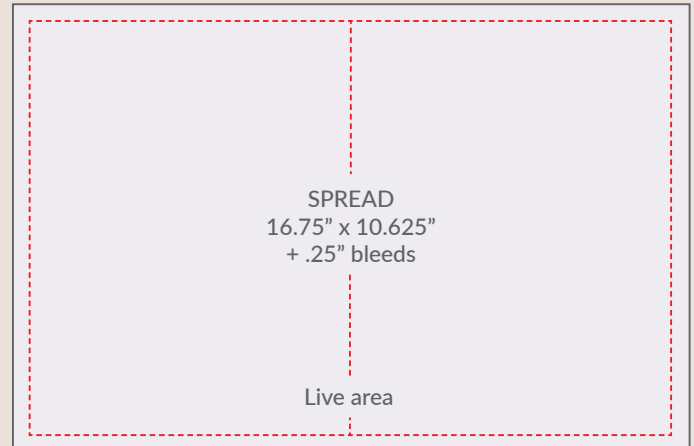 SPREAD
16.75” x 10.625”
+ .25” bleeds
Live area